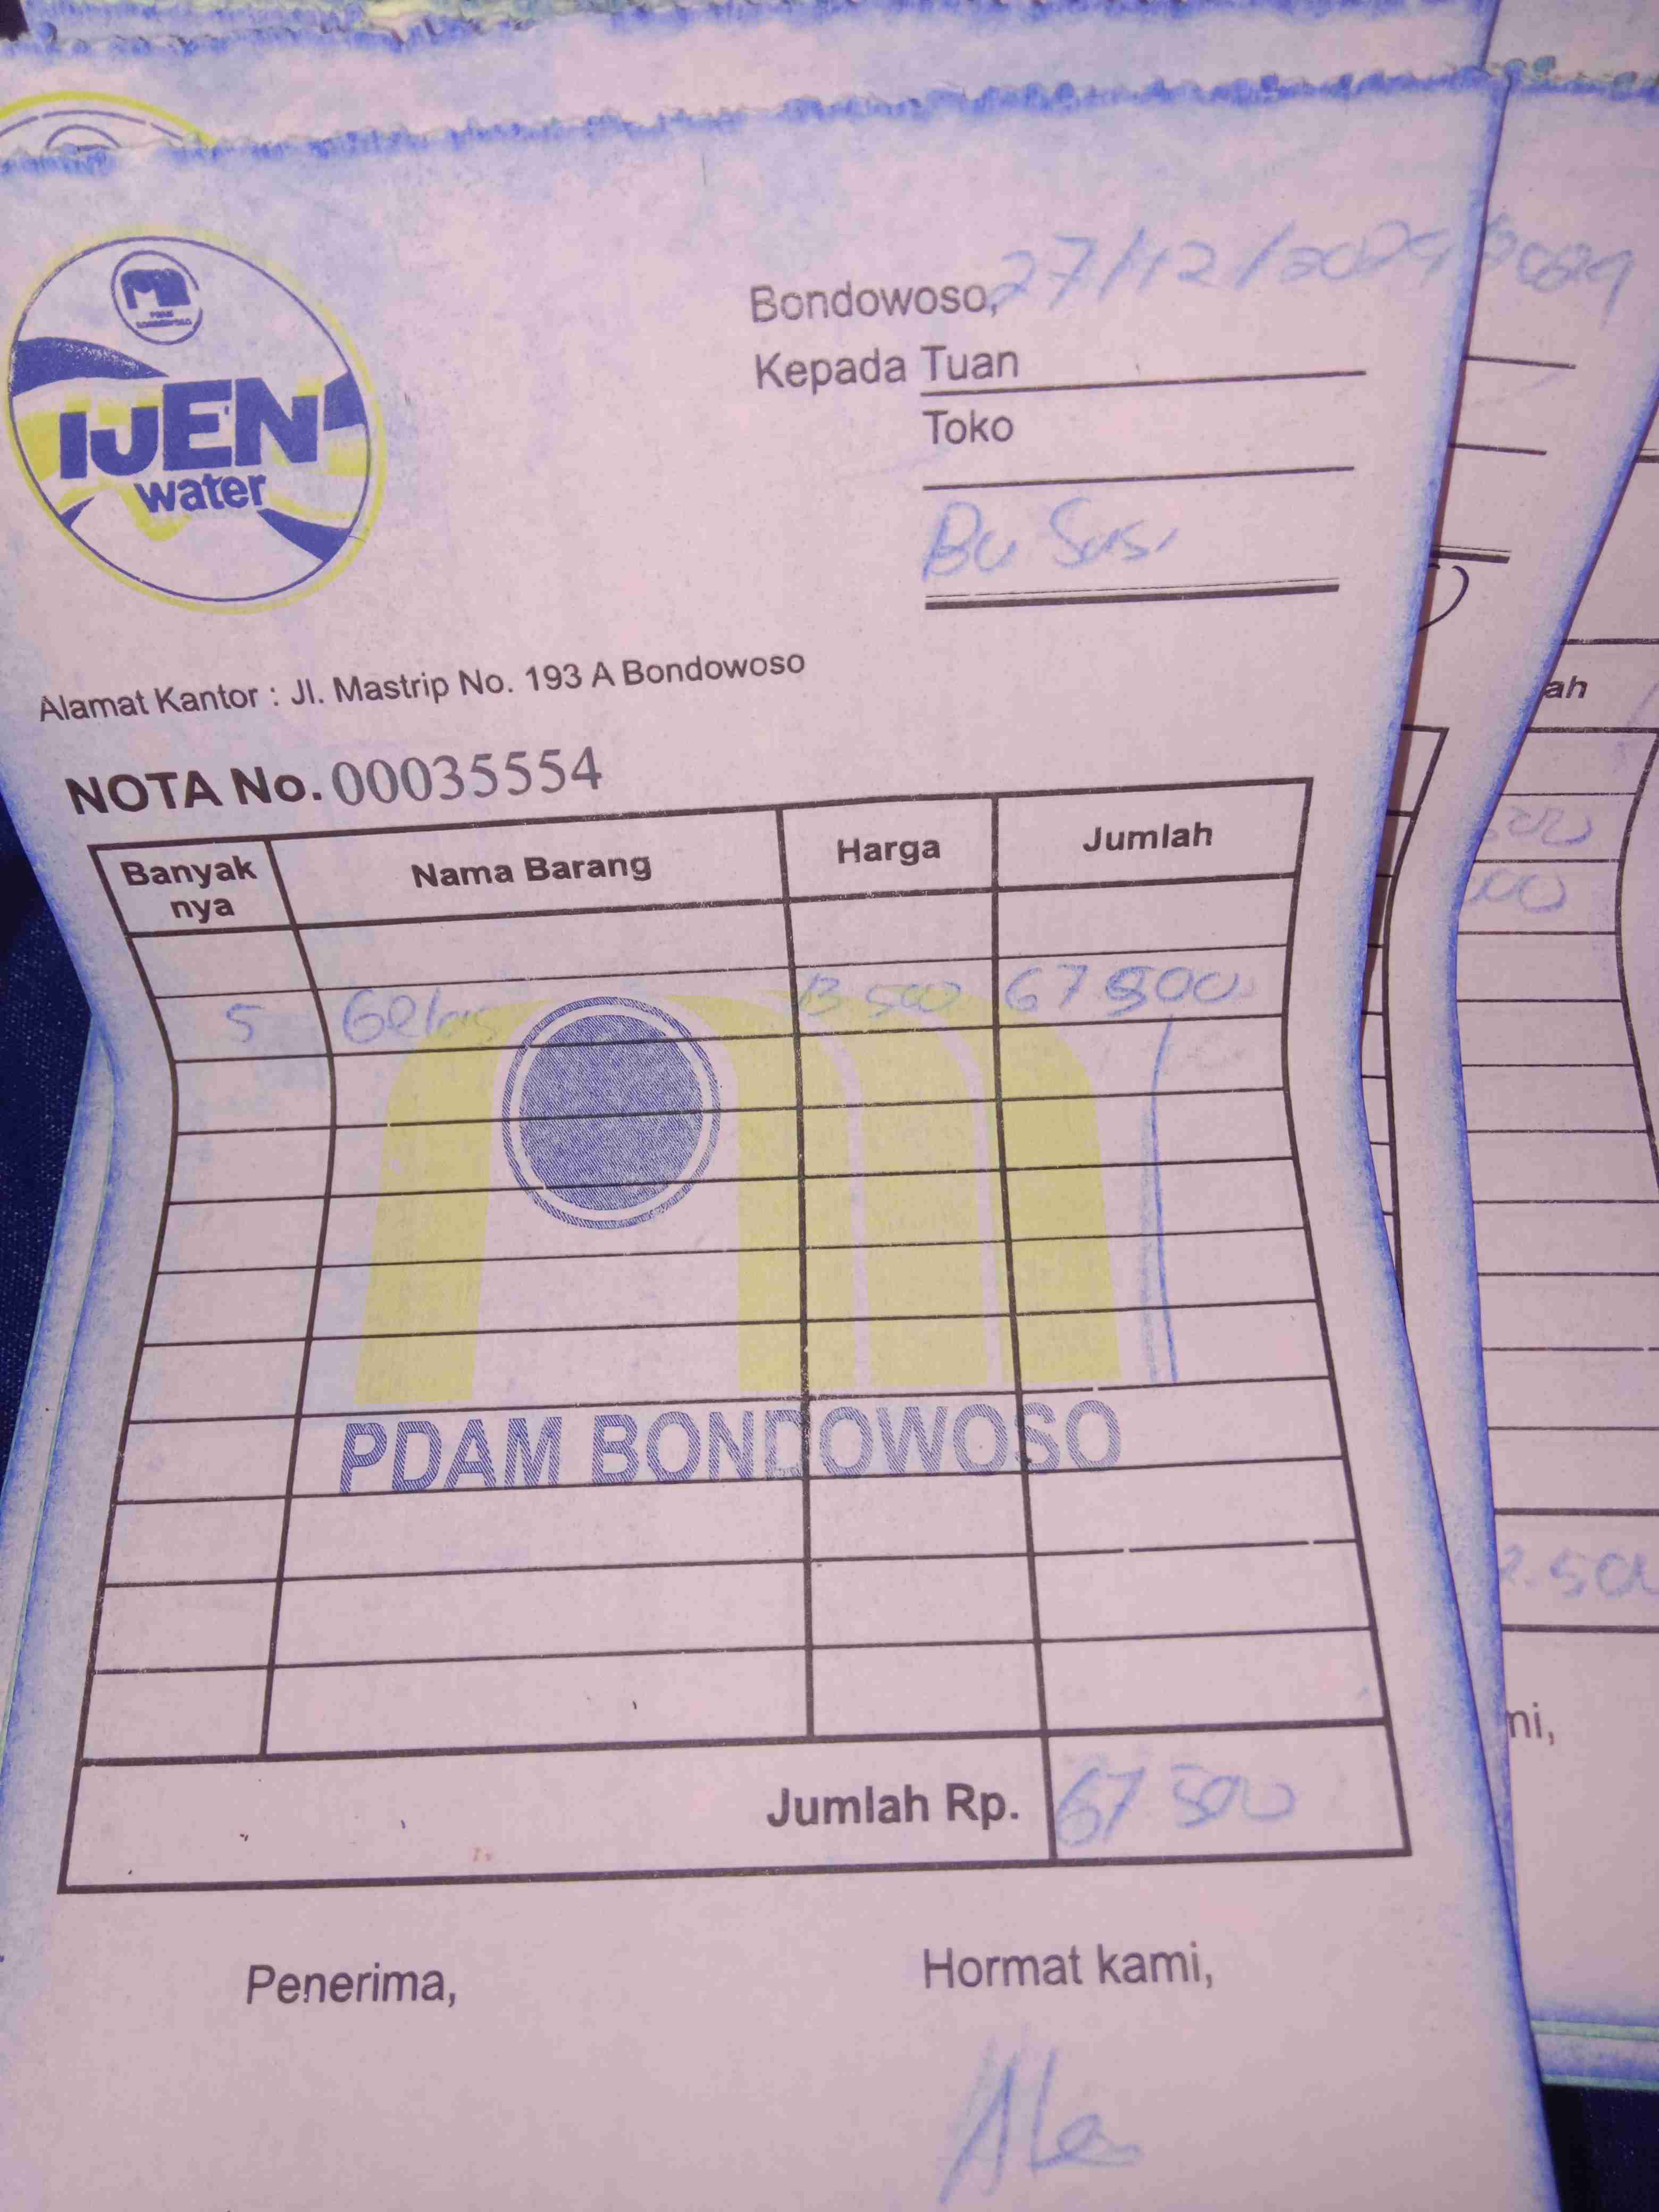 IJEN
water
Bondowoso, 27/12/2024
Kepada Tuan
Toko
Bu Susi
Alamat Kantor : Jl. Mastrip No. 193 A Bondowoso
NOTA No. 00035554
Banyak nya Nama Barang Harga Jumlah
5 Gelas 13 500 67 500
PDAM BONDOWOSO
Jumlah Rp. 67 500
Penerima, Hormat kami,